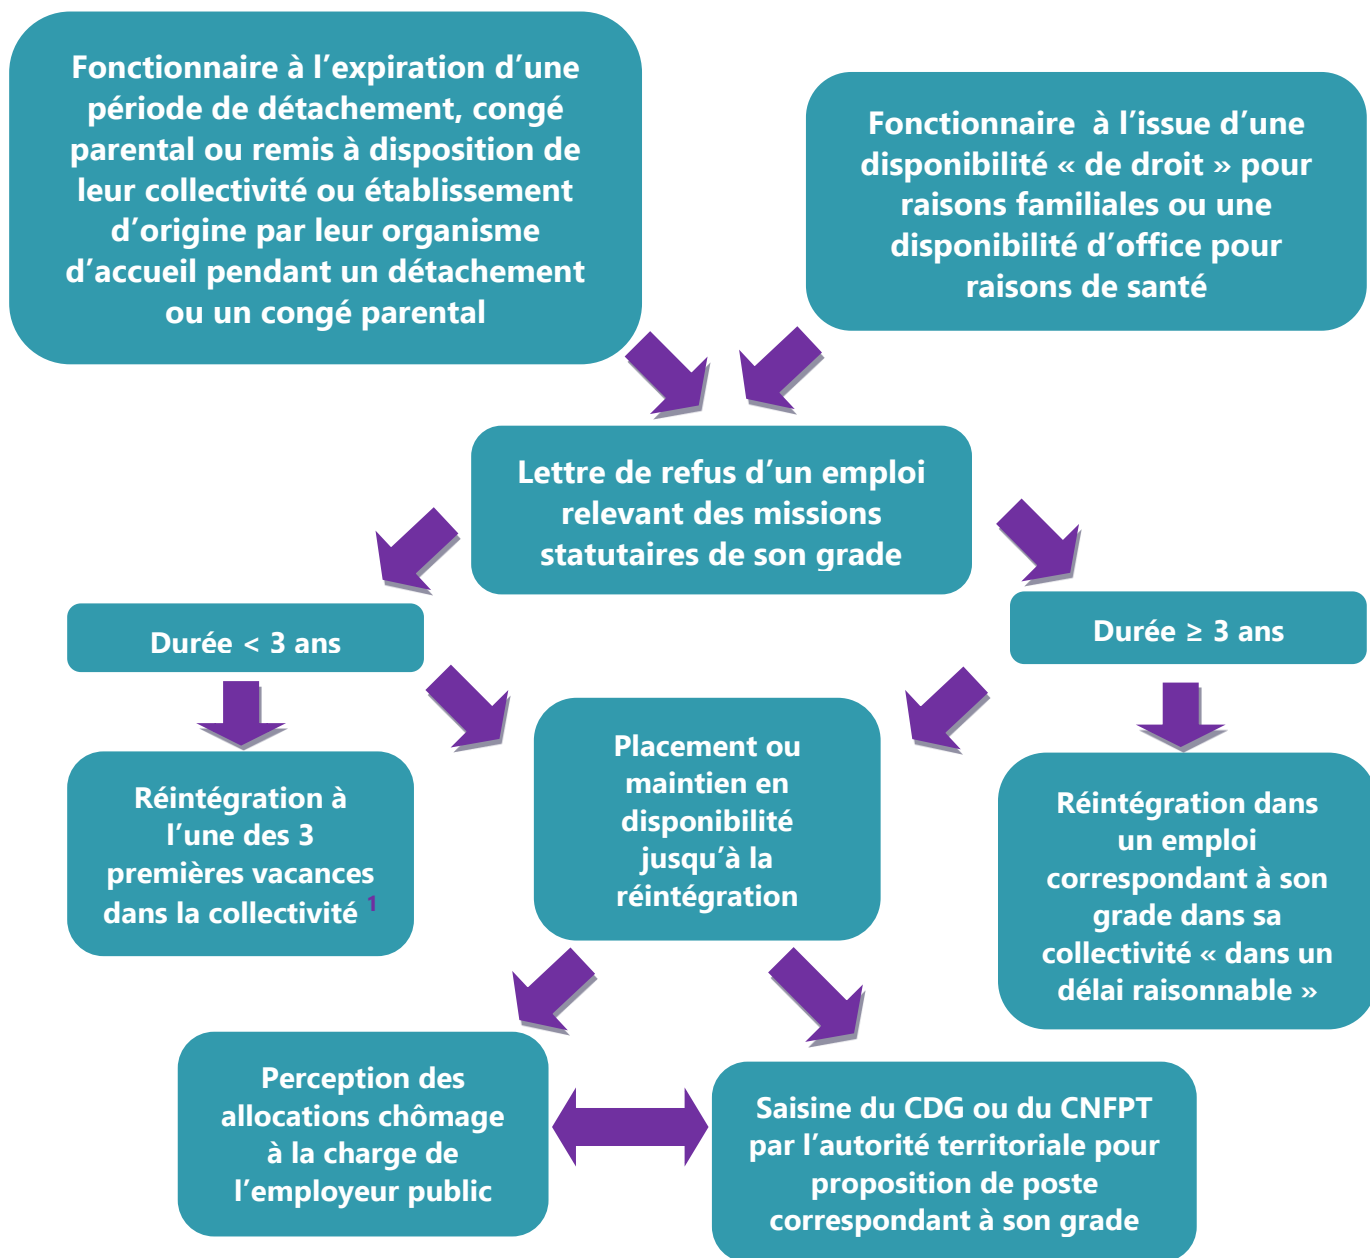 Fonctionnaire à l’expiration d’une
période de détachement, congé
parental ou remis à disposition de
leur collectivité ou établissement
d’origine par leur organisme
d’accueil pendant un détachement
ou un congé parental
Fonctionnaire à l’issue d’une
disponibilité « de droit » pour
raisons familiales ou une
disponibilité d’office pour
raisons de santé
Lettre de refus d’un emploi
relevant des missions
statutaires de son grade
Durée < 3 ans
Durée ≥ 3 ans
Réintégration à
l’une des 3
premières vacances
dans la collectivité 1
Placement ou
maintien en
disponibilité
jusqu’à la
réintégration
Réintégration dans
un emploi
correspondant à son
grade dans sa
collectivité « dans un
délai raisonnable »
Perception des
allocations chômage
à la charge de
l’employeur public
Saisine du CDG ou du CNFPT
par l’autorité territoriale pour
proposition de poste
correspondant à son grade